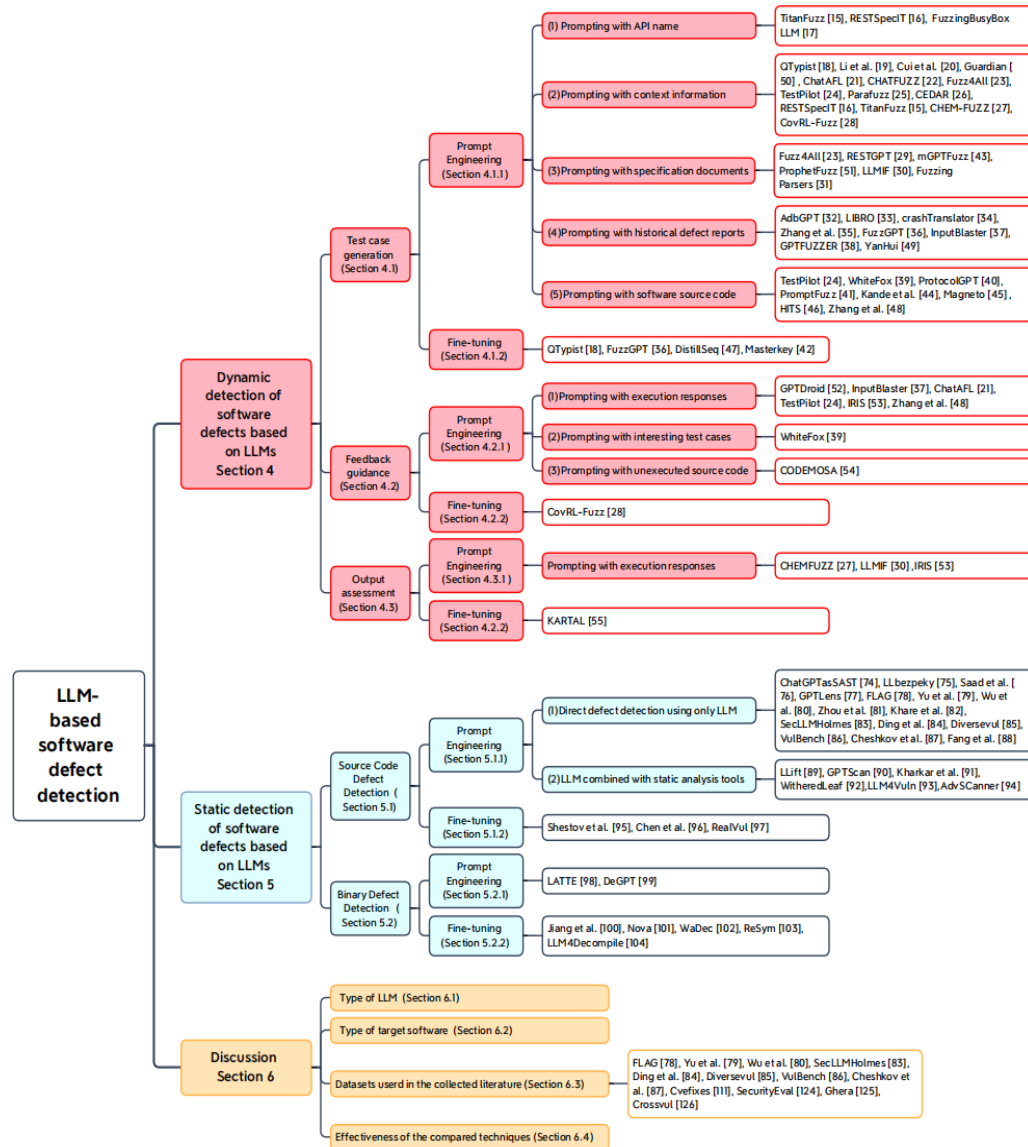 LLM-
based
software
defect
detection
Dynamic
detection of
software
defects based
on LLMs
Section 4
Test case
generation
(Section 4.1)
Prompt
Engineering
(Section 4.1.1)
(1) Prompting with API name
TitanFuzz [15], RESTSpecIT [16], FuzzingBusyBox
LLM [17]
(2)Prompting with context information
QTypist [18], Li et al. [19], Cui et al. [20], Guardian [
50] , ChatAFL [21], CHATFUZZ [22], Fuzz4All [23],
TestPilot [24], Parafuzz [25], CEDAR [26],
RESTSpecIT [16], TitanFuzz [15], CHEM-FUZZ [27],
CovRL-Fuzz [28]
(3)Prompting with specification documents
Fuzz4All [23], RESTGPT [29], mGPTFuzz [43],
ProphetFuzz [51], LLMIF [30], Fuzzing
Parsers [31]
(4)Prompting with historical defect reports
AdbGPT [32], LIBRO [33], crashTranslator [34],
Zhang et al. [35], FuzzGPT [36], InputBlaster [37],
GPTFUZZER [38], YanHui [49]
(5)Prompting with software source code
TestPilot [24], WhiteFox [39], ProtocolGPT [40],
PromptFuzz [41], Kande et al. [44], Magneto [45] ,
HITS [46], Zhang et al. [48]
Fine-tuning
(Section 4.1.2)
QTypist [18], FuzzGPT [36], DistillSeq [47], Masterkey [42]
Feedback
guidance
(Section 4.2)
Prompt
Engineering
(Section 4.2.1)
(1)Prompting with execution responses
GPTDroid [52], InputBlaster [37], ChatAFL [21],
TestPilot [24], IRIS [53], Zhang et al. [48]
(2)Prompting with interesting test cases
WhiteFox [39]
(3)Prompting with unexecuted source code
CODEMOSA [54]
Fine-tuning
(Section 4.2.2)
CovRL-Fuzz [28]
Output
assessment
(Section 4.3)
Prompt
Engineering
(Section 4.3.1)
Prompting with execution responses
CHEMFUZZ [27], LLMIF [30] ,IRIS [53]
Fine-tuning
(Section 4.2.2)
KARTAL [55]
Static detection
of software
defects based
on LLMs
Section 5
Source Code
Defect
Detection (
Section 5.1)
Prompt
Engineering
(Section 5.1.1)
(1)Direct defect detection using only LLM
ChatGPTasSAST [74], LLbezpeky [75], Saad et al. [
76], GPTLens [77], FLAG [78], Yu et al. [79], Wu et
al. [80], Zhou et al. [81], Khare et al. [82],
SecLLMHolmes [83], Ding et al. [84], Diversevul [85],
VulBench [86], Cheshkov et al. [87], Fang et al. [88]
(2)LLM combined with static analysis tools
LLift [89], GPTScan [90], Kharkar et al. [91],
WitheredLeaf [92],LLM4Vuln [93],AdvSCanner [94]
Fine-tuning
(Section 5.1.2)
Shestov et al. [95], Chen et al. [96], RealVul [97]
Binary Defect
Detection (
Section 5.2)
Prompt
Engineering
(Section 5.2.1)
LATTE [98], DeGPT [99]
Fine-tuning
(Section 5.2.2)
Jiang et al. [100], Nova [101], WaDec [102], ReSym [103],
LLM4Decompile [104]
Discussion
Section 6
Type of LLM (Section 6.1)
Type of target software (Section 6.2)
Datasets userd in the collected literature (Section 6.3)
FLAG [78], Yu et al. [79], Wu et al. [80], SecLLMHolmes [83],
Ding et al. [84], Diversevul [85], VulBench [86], Cheshkov et
al. [87], Cvefixes [111], SecurityEval [124], Ghera [125],
Crossvul [126]
Effectiveness of the compared techniques (Section 6.4)